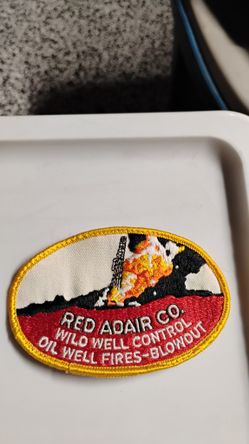 RED ADAIR CO.
WILD WELL CONTROL
OIL WELL FIRES-BLOWOUT